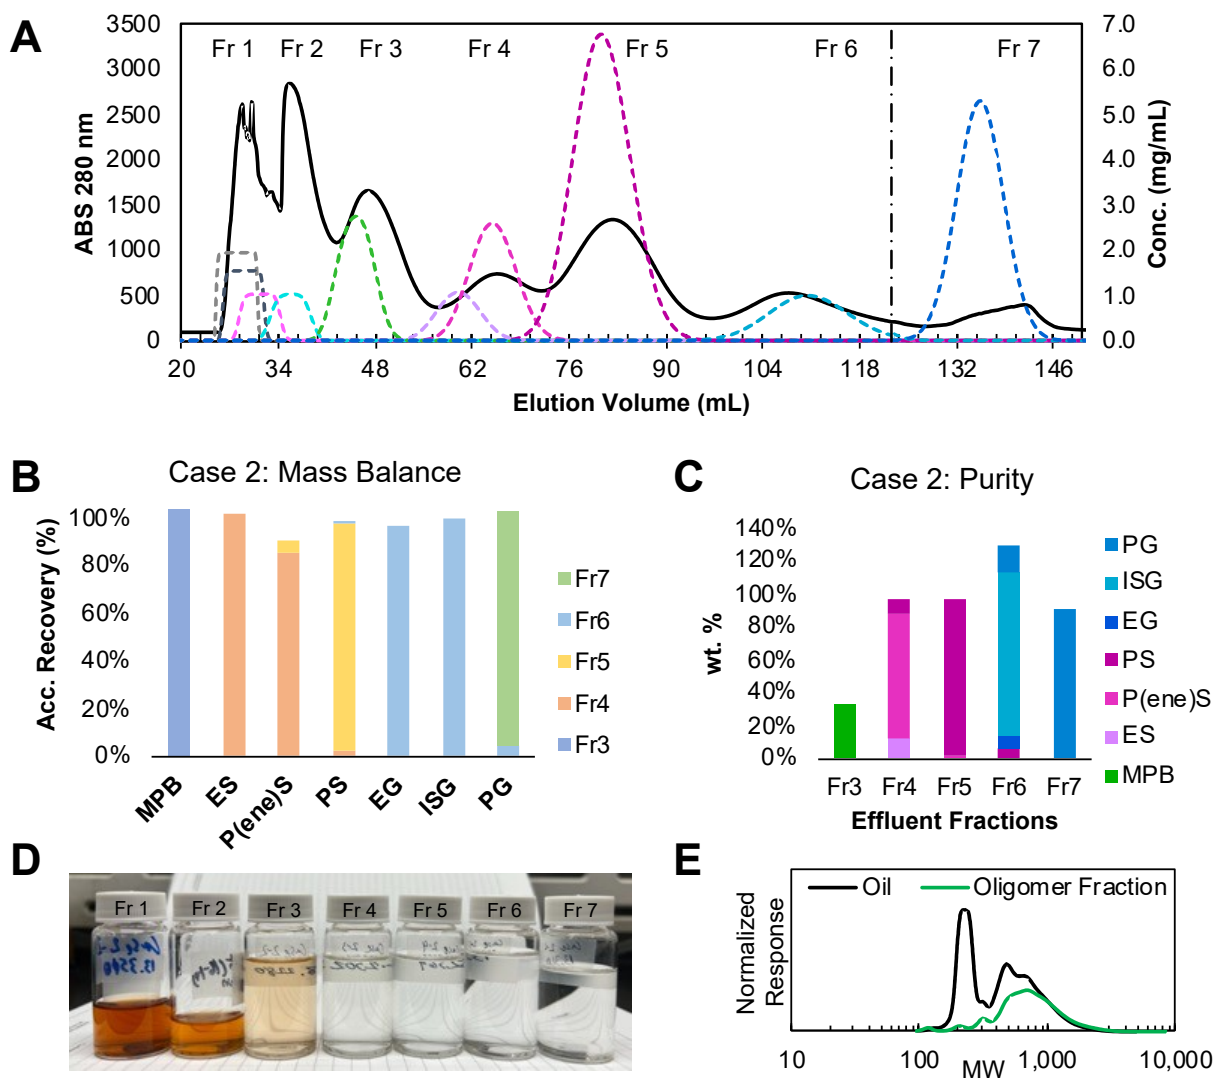 A
3500
3000
2500
2000
1500
1000
500
0
ABS 280 nm
Fr 1 Fr 2 Fr 3 Fr 4 Fr 5 Fr 6 Fr 7
7.0
6.0
5.0
4.0
3.0
2.0
1.0
0.0
Conc. (mg/mL)
20 34 48 62 76 90 104 118 132 146
Elution Volume (mL)
B
Case 2: Mass Balance
100%
80%
60%
40%
20%
0%
Acc. Recovery (%)
MPB ES P(ene)S PS EG ISG PG
Fr7
Fr6
Fr5
Fr4
Fr3
C
Case 2: Purity
140%
120%
100%
80%
60%
40%
20%
0%
wt. %
Fr3 Fr4 Fr5 Fr6 Fr7
Effluent Fractions
PG
ISG
EG
PS
P(ene)S
ES
MPB
D
Fr 1 Fr 2 Fr 3 Fr 4 Fr 5 Fr 6 Fr 7
E
Normalized
Response
Oil Oligomer Fraction
10 100 1,000 10,000
MW